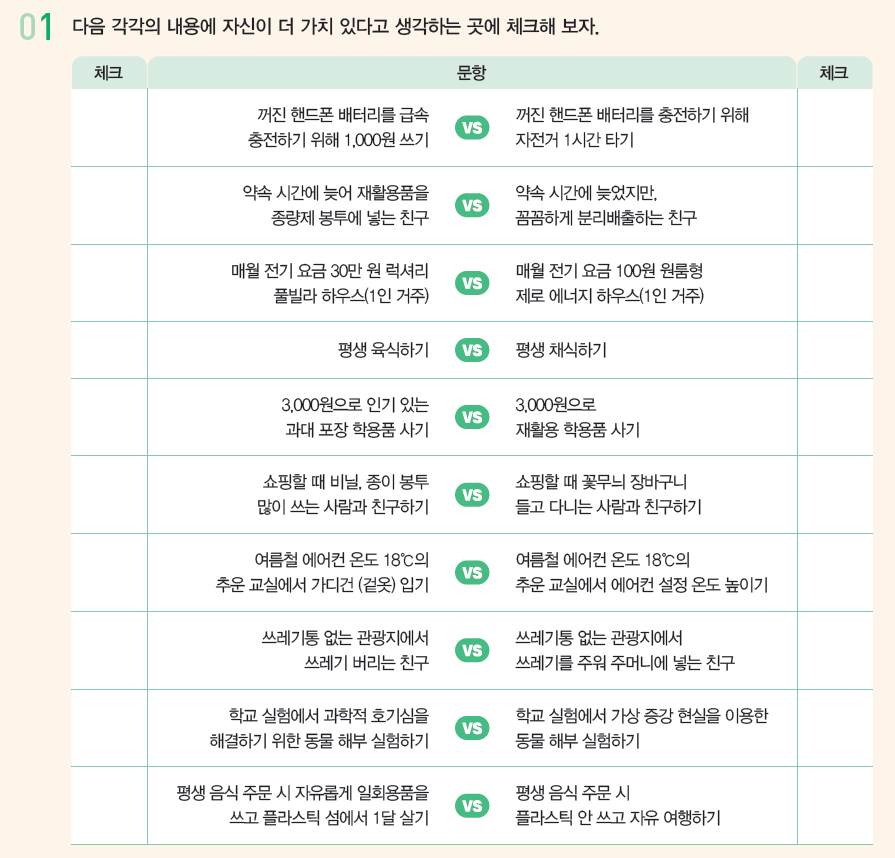 01 다음 각각의 내용에 자신이 더 가치 있다고 생각하는 곳에 체크해 보자.
체크 문항 체크
꺼진 핸드폰 배터리를 급속
충전하기 위해 1,000원 쓰기
VS
꺼진 핸드폰 배터리를 충전하기 위해
자전거 1시간 타기
약속 시간에 늦어 재활용품을
종량제 봉투에 넣는 친구
VS
약속 시간에 늦었지만,
꼼꼼하게 분리배출하는 친구
매월 전기 요금 30만 원 럭셔리
풀빌라 하우스(1인 거주)
VS
매월 전기 요금 100원 원룸형
제로 에너지 하우스(1인 거주)
평생 육식하기
VS
평생 채식하기
3,000원으로 인기 있는
과대 포장 학용품 사기
VS
3,000원으로
재활용 학용품 사기
쇼핑할 때 비닐, 종이 봉투
많이 쓰는 사람과 친구하기
VS
쇼핑할 때 꽃무늬 장바구니
들고 다니는 사람과 친구하기
여름철 에어컨 온도 18℃의
추운 교실에서 가디건 (겉옷) 입기
VS
여름철 에어컨 온도 18℃의
추운 교실에서 에어컨 설정 온도 높이기
쓰레기통 없는 관광지에서
쓰레기 버리는 친구
VS
쓰레기통 없는 관광지에서
쓰레기를 주워 주머니에 넣는 친구
학교 실험에서 과학적 호기심을
해결하기 위한 동물 해부 실험하기
VS
학교 실험에서 가상 증강 현실을 이용한
동물 해부 실험하기
평생 음식 주문 시 자유롭게 일회용품을
쓰고 플라스틱 섬에서 1달 살기
VS
평생 음식 주문 시
플라스틱 안 쓰고 자유 여행하기